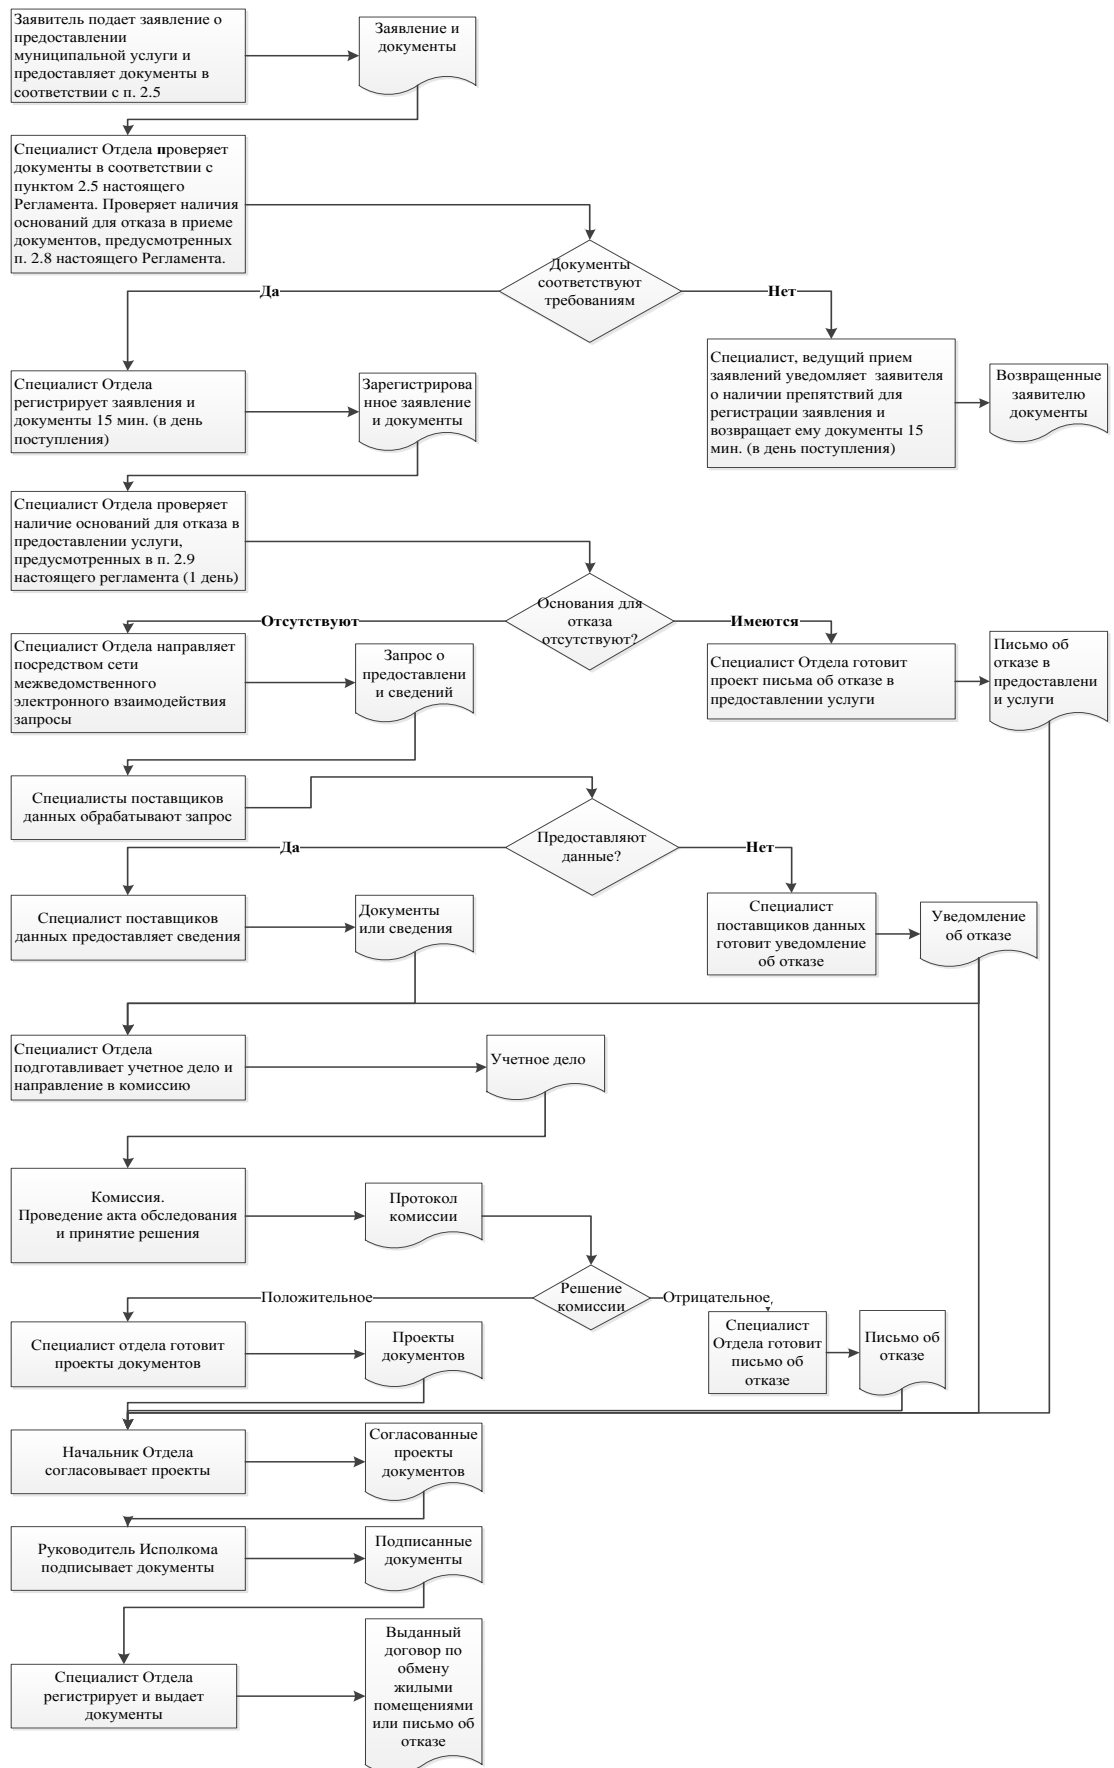 Заявитель подает заявление о
предоставлении
муниципальной услуги и
предоставляет документы в
соответствии с п. 2.5
Заявление и
документы
Специалист Отдела проверяет
документы в соответствии с
пунктом 2.5 настоящего
Регламента. Проверяет наличия
оснований для отказа в приеме
документов, предусмотренных
п. 2.8 настоящего Регламента.
Документы
соответствуют
требованиям
Да
Нет
Специалист Отдела
регистрирует заявления и
документы 15 мин. (в день
поступления)
Зарегистрирова
нное заявление
и документы
Специалист, ведущий прием
заявлений уведомляет заявителя
о наличии препятствий для
регистрации заявления и
возвращает ему документы 15
мин. (в день поступления)
Возвращенные
заявителю
документы
Специалист Отдела проверяет
наличие оснований для отказа в
предоставлении услуги,
предусмотренных в п. 2.9
настоящего регламента (1 день)
Основания для
отказа
отсутствуют?
Отсутствуют
Имеются
Специалист Отдела направляет
посредством сети
межведомственного
электронного взаимодействия
запросы
Запрос о
предоставлени
и сведений
Специалист Отдела готовит
проект письма об отказе в
предоставлении услуги
Письмо об
отказе в
предоставлени
и услуги
Специалисты поставщиков
данных обрабатывают запрос
Предоставляют
данные?
Да
Нет
Специалист поставщиков
данных предоставляет сведения
Документы
или сведения
Специалист
поставщиков данных
готовит уведомление
об отказе
Уведомление
об отказе
Специалист Отдела
подготавливает учетное дело и
направление в комиссию
Учетное дело
Комиссия.
Проведение акта обследования
и принятие решения
Протокол
комиссии
Решение
комиссии
Положительное
Отрицательное
Специалист отдела готовит
проекты документов
Проекты
документов
Специалист
Отдела готовит
письмо об
отказе
Письмо об
отказе
Начальник Отдела
согласовывает проекты
Согласованные
проекты
документов
Руководитель Исполкома
подписывает документы
Подписанные
документы
Специалист Отдела
регистрирует и выдает
документы
Выданный
договор по
обмену
жилыми
помещениями
или письмо об
отказе